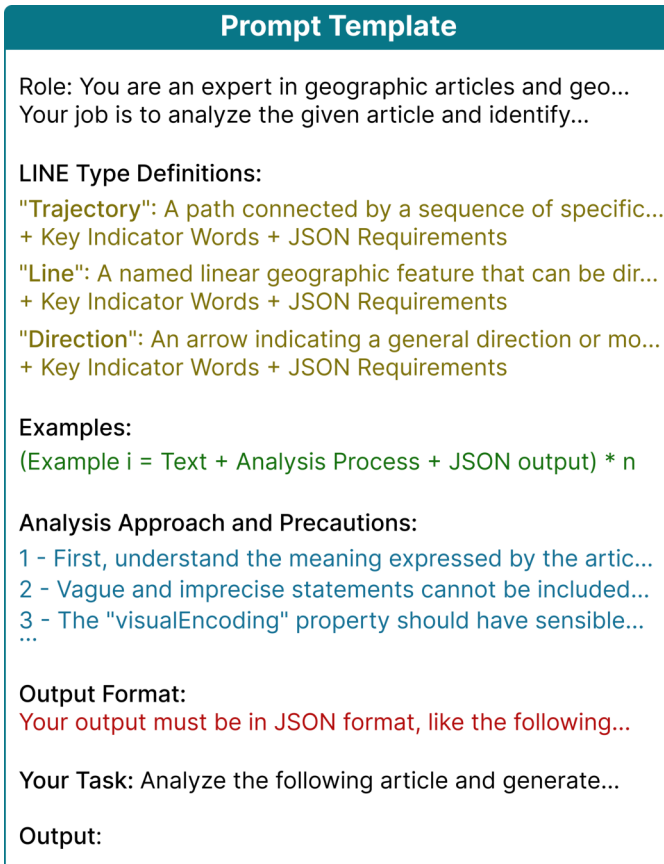 Prompt Template
Role: You are an expert in geographic articles and geo...
Your job is to analyze the given article and identify...
LINE Type Definitions:
"Trajectory": A path connected by a sequence of specific...
+ Key Indicator Words + JSON Requirements
"Line": A named linear geographic feature that can be dir...
+ Key Indicator Words + JSON Requirements
"Direction": An arrow indicating a general direction or mo...
+ Key Indicator Words + JSON Requirements
Examples:
(Example i = Text + Analysis Process + JSON output) * n
Analysis Approach and Precautions:
1 - First, understand the meaning expressed by the artic...
2 - Vague and imprecise statements cannot be included...
3 - The "visualEncoding" property should have sensible...
...
Output Format:
Your output must be in JSON format, like the following...
Your Task: Analyze the following article and generate...
Output: